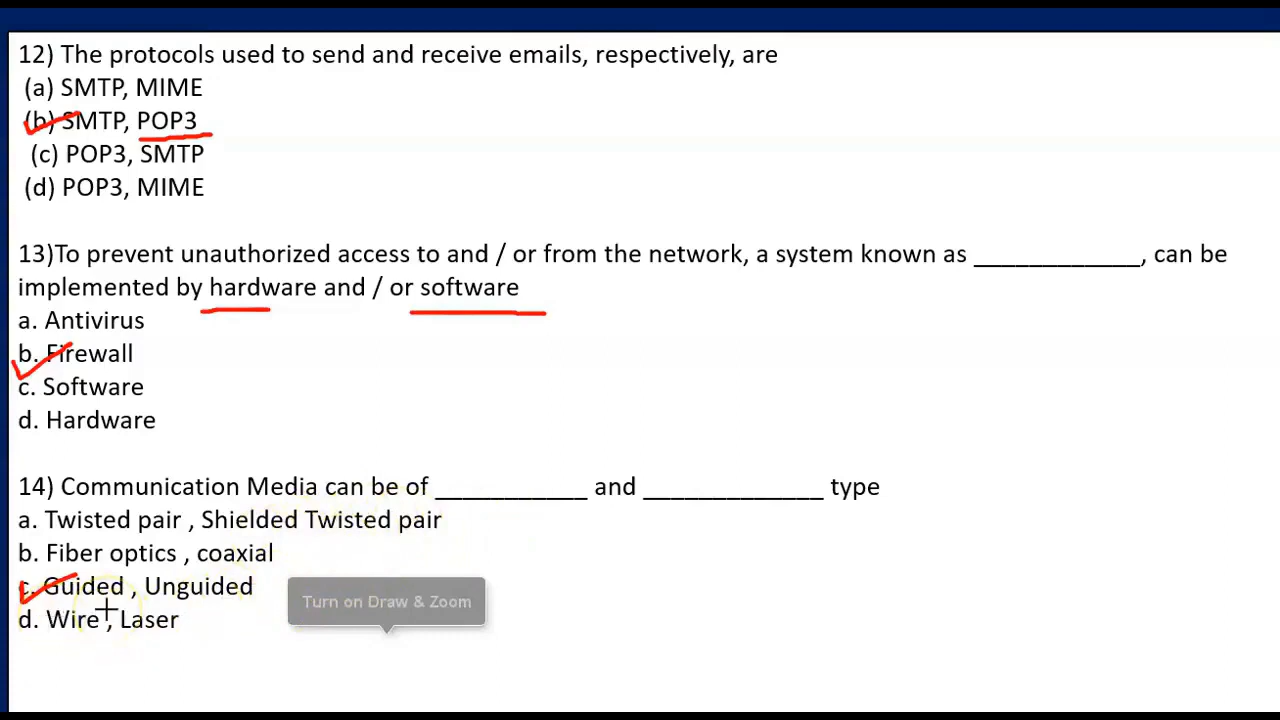 12) The protocols used to send and receive emails, respectively, are
(a) SMTP, MIME
(b) SMTP, POP3
(c) POP3, SMTP
(d) POP3, MIME
13)To prevent unauthorized access to and / or from the network, a system known as ____________, can be
implemented by hardware and / or software
a. Antivirus
b. Firewall
c. Software
d. Hardware
14) Communication Media can be of ___________ and _____________ type
a. Twisted pair , Shielded Twisted pair
b. Fiber optics , coaxial
c. Guided , Unguided
Turn on Draw & Zoom
d. Wire , Laser